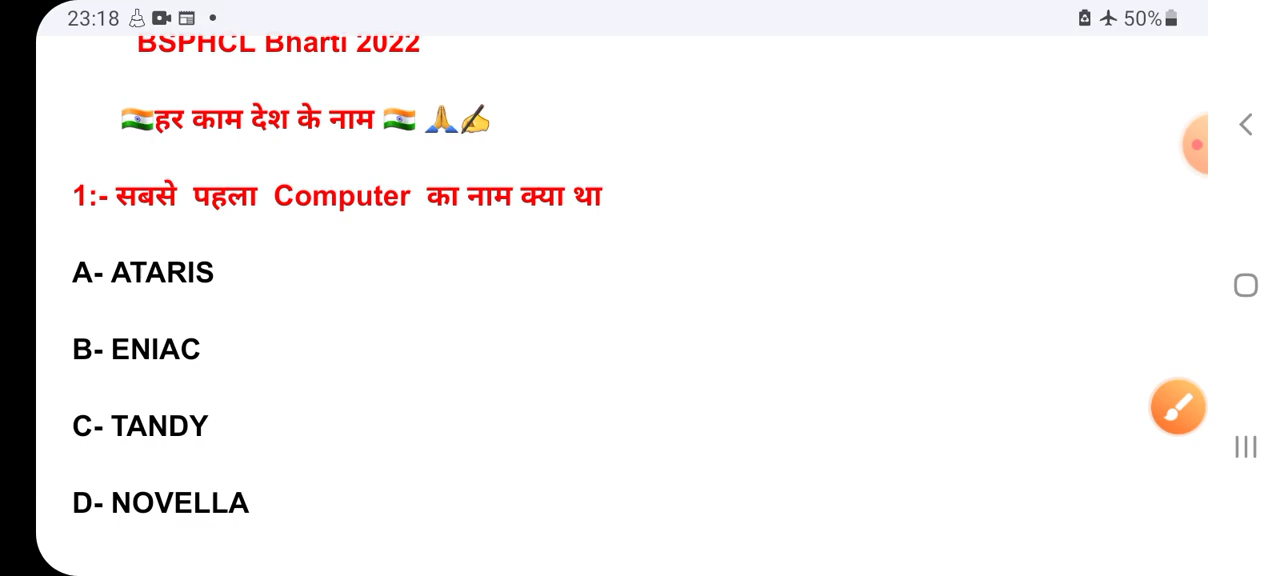 23:18 50%
BSPHCL Bharti 2022
🇮🇳हर काम देश के नाम 🇮🇳 🙏✍️
1:- सबसे पहला Computer का नाम क्या था
A- ATARIS
B- ENIAC
C- TANDY
D- NOVELLA